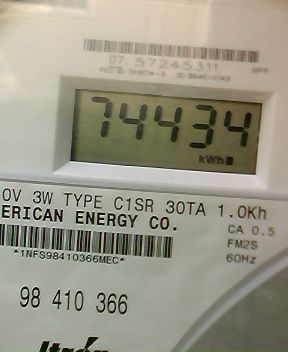 07. 57245311
74434
kWh
0V 3W TYPE C1SR 30TA 1.0Kh
ERICAN ENERGY CO.
CA 0.5
FM2S
*1NFS98410366MEC*
60Hz
98 410 366
Itrón